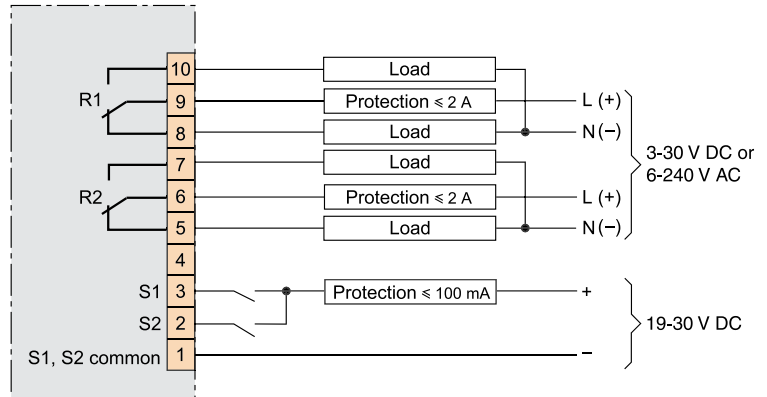 10 Load
R1 9 Protection ⩽ 2 A L (+)
8 Load N(−)
7 Load
3-30 V DC or
6-240 V AC
R2 6 Protection ⩽ 2 A L (+)
5 Load N(−)
4
S1 3 Protection ⩽ 100 mA +
S2 2
19-30 V DC
S1, S2 common 1 −